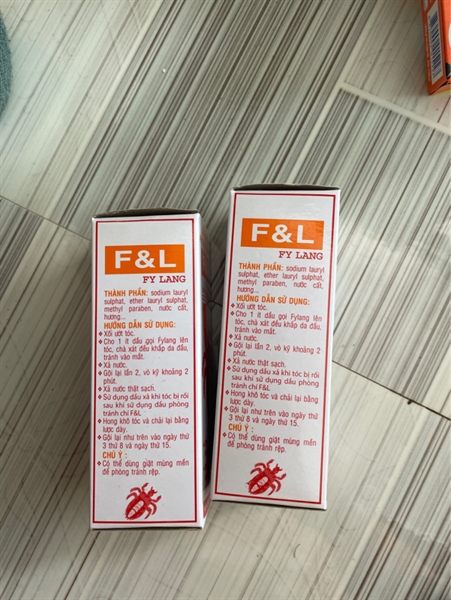 F&L
FY LANG
THÀNH PHẦN: sodium lauryl
sulphat, ether lauryl sulphat,
methyl paraben, nước cất,
hương...
HƯỚNG DẪN SỬ DỤNG:
❖ Xối ướt tóc.
❖ Cho 1 ít dầu gọi Fylang lên
tóc, chà xát đều khắp da đầu,
tránh vào mắt.
❖ Xả nước.
❖ Gội lại lần 2, vò kỹ khoảng 2
phút.
❖ Xả nước thật sạch.
❖ Sử dụng dầu xả khi tóc bị rối
sau khi sử dụng dầu phòng
tránh chí F&L
❖ Hong khô tóc và chải lại bằng
lược dày.
❖ Gội lại như trên vào ngày thứ
3 thứ 8 và ngày thứ 15.
CHÚ Ý :
❖ Có thể dùng giặt mùng mền
để phòng tránh rệp.
F&L
FY LANG
THÀNH PHẦN: sodium lauryl
sulphat, ether lauryl sulphat,
methyl paraben, nước cất,
hương...
HƯỚNG DẪN SỬ DỤNG:
❖ Xối ướt tóc.
❖ Cho 1 ít dầu gọi Fylang lên
tóc, chà xát đều khắp da đầu,
tránh vào mắt.
❖ Xả nước.
❖ Gội lại lần 2, vò kỹ khoảng 2
phút.
❖ Xả nước thật sạch.
❖ Sử dụng dầu xả khi tóc bị rối
sau khi sử dụng dầu phòng
tránh chí F&L
❖ Hong khô tóc và chải lại bằng
lược dày.
❖ Gội lại như trên vào ngày thứ
3 thứ 8 và ngày thứ 15.
CHÚ Ý :
❖ Có thể dùng giặt mùng mền
để phòng tránh rệp.